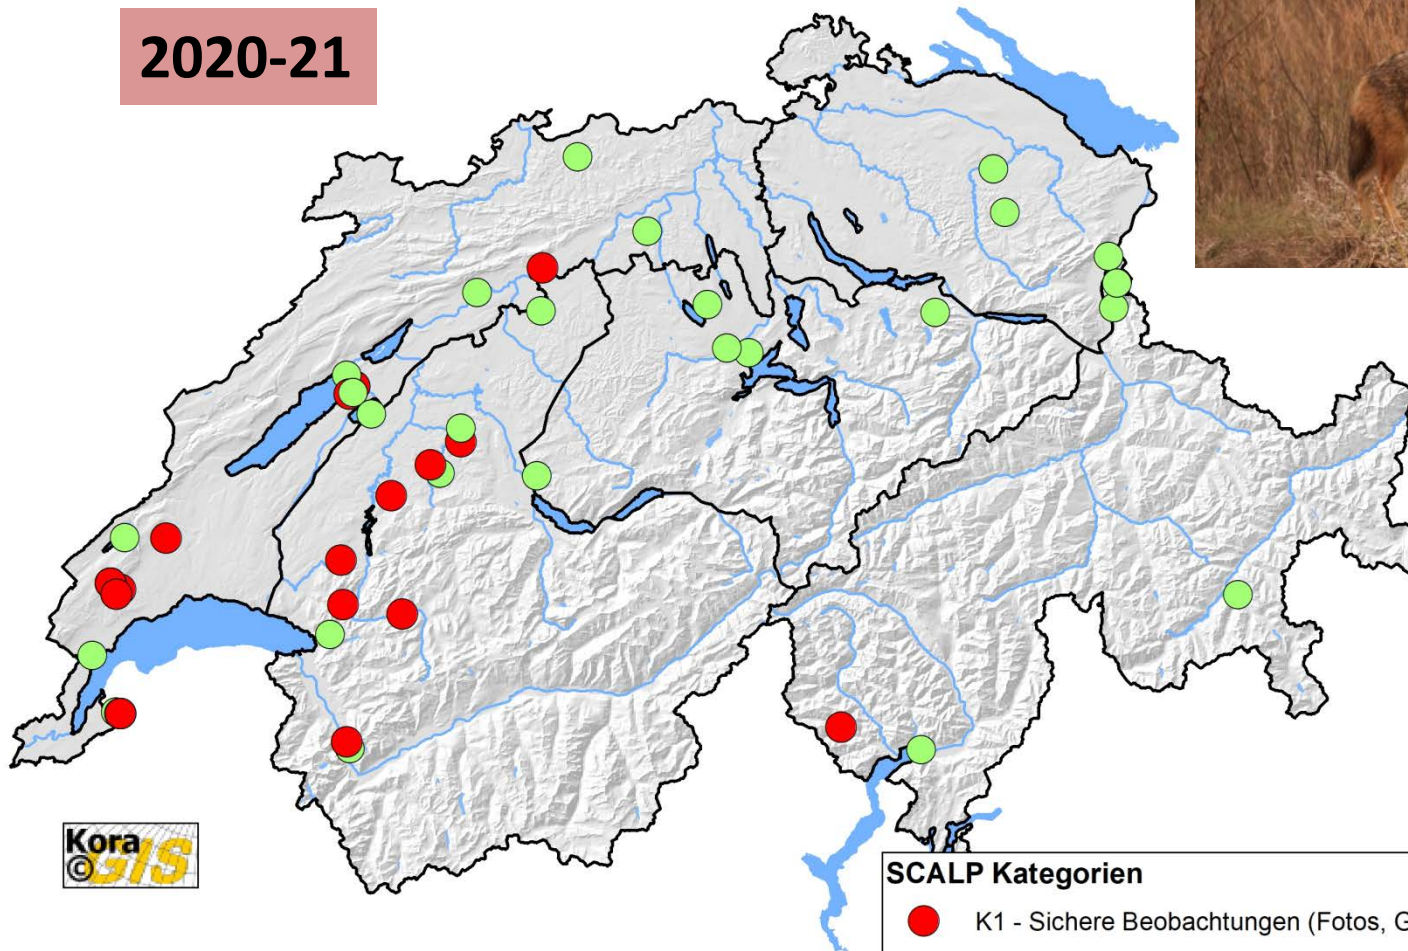 2020-21
Kora
© GIS
SCALP Kategorien
K1 - Sichere Beobachtungen (Fotos, G